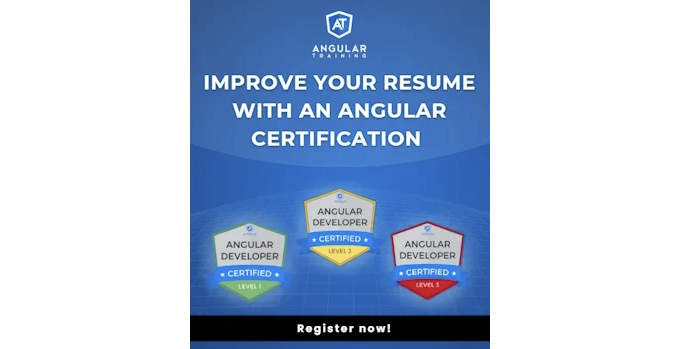 AT
ANGULAR
TRAINING
IMPROVE YOUR RESUME
WITH AN ANGULAR
CERTIFICATION
ANGULAR
DEVELOPER
CERTIFIED
LEVEL 1
ANGULAR
DEVELOPER
CERTIFIED
LEVEL 2
ANGULAR
DEVELOPER
CERTIFIED
LEVEL 3
Register now!